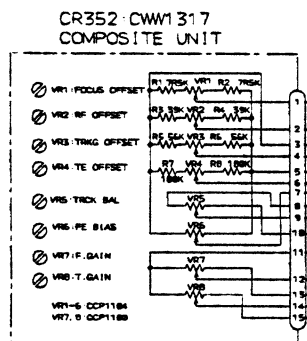 CR352:CWW1317
COMPOSITE UNIT
VR1:FOCUS OFFSET
VR2:RF OFFSET
VR3:TRKG OFFSET
VR4:TE OFFSET
VR5:TRCK BAL
VR6:PE BIAS
VR7:F.GAIN
VR8:T.GAIN
VR1-6:CCP1184
VR7, 8:CCP1188
R1 7R5K VR1 R2 7R5K
R3 39K VR2 R4 39K
R5 56K VR3 R6 56K
R7 180K VR4 R8 180K
VR5
VR6
VR7
VR8
1
2
3
4
5
6
7
8
9
10
11
12
13
14
15